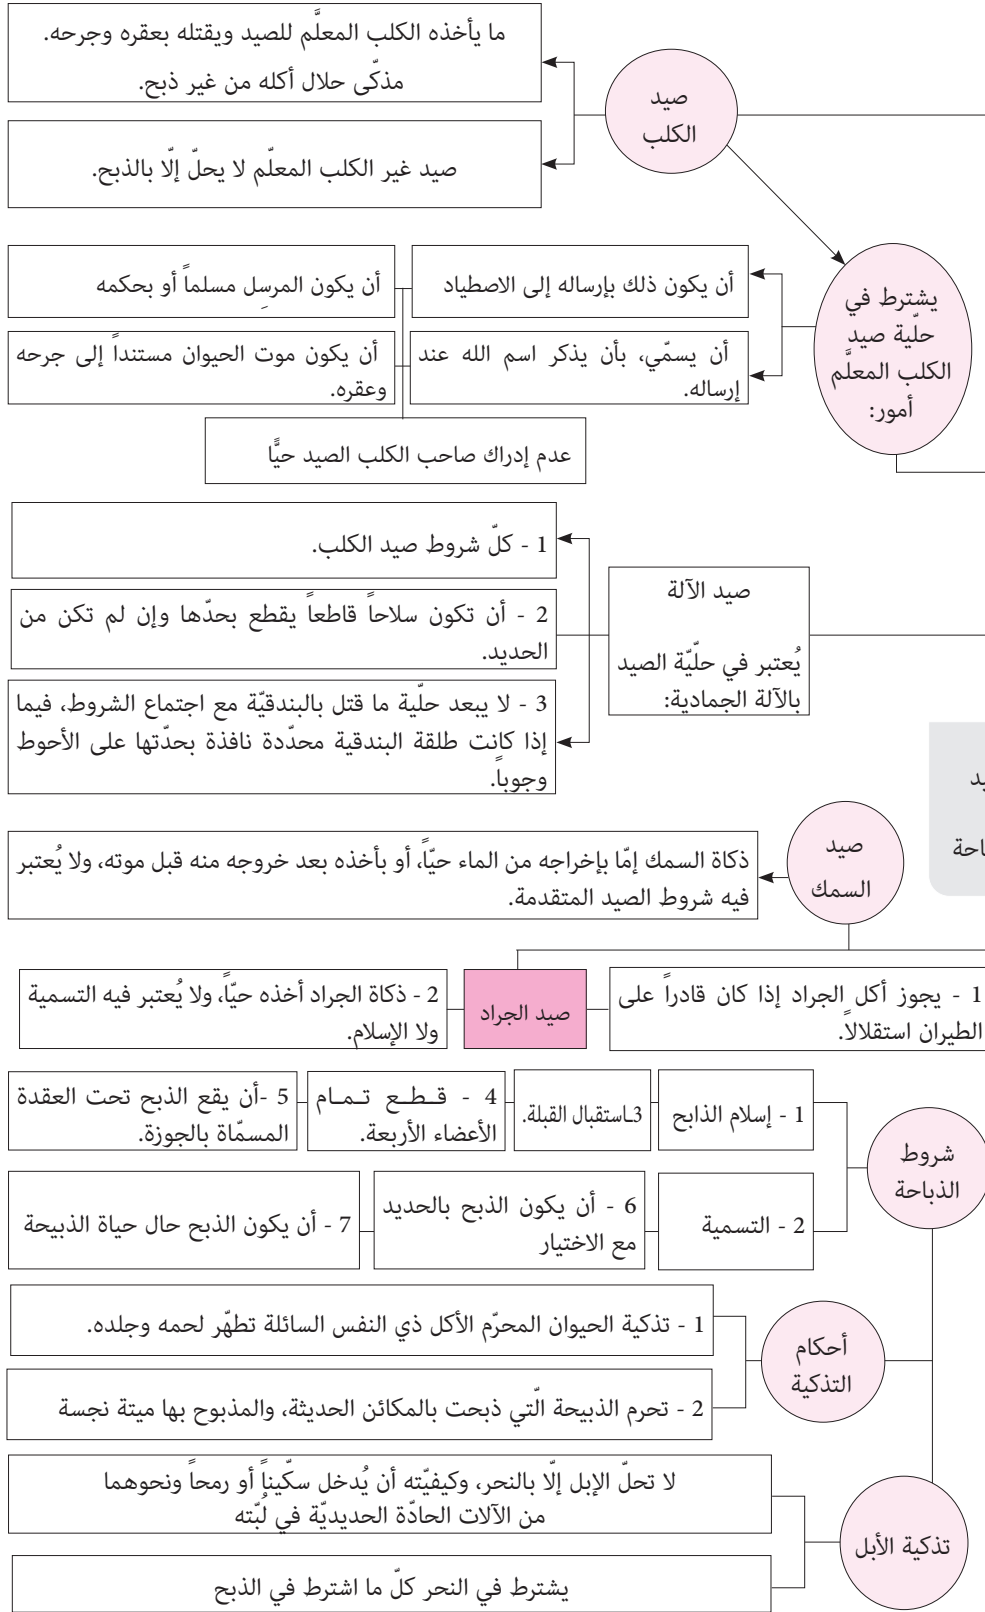 ما يأخذه الكلب المعلَّم للصيد ويقتله بعقره وجرحه.
مذكّى حلال أكله من غير ذبح.
صيد
الكلب
صيد غير الكلب المعلّم لا يحلّ إلّا بالذبح.
يشترط في
حلّية صيد
الكلب المعلَّم
أمور:
أن يكون ذلك بإرساله إلى الاصطياد
أن يكون المرسِل مسلماً أو بحكمه
أن يسمّي، بأن يذكر اسم الله عند
إرساله.
أن يكون موت الحيوان مستنداً إلى جرحه
وعقره.
عدم إدراك صاحب الكلب الصيد حيًّا
صيد الآلة
يُعتبر في حلّيّة الصيد
بالآلة الجمادية:
1 - كلّ شروط صيد الكلب.
2 - أن تكون سلاحاً قاطعاً يقطع بحدّها وإن لم تكن من
الحديد.
3 - لا يبعد حلّية ما قتل بالبندقيّة مع اجتماع الشروط، فيما
إذا كانت طلقة البندقية محدّدة نافذة بحدّتها على الأحوط
وجوباً.
صيد
السمك
ذكاة السمك إمّا بإخراجه من الماء حيّاً، أو بأخذه بعد خروجه منه قبل موته، ولا يُعتبر
فيه شروط الصيد المتقدمة.
صيد الجراد
1 - يجوز أكل الجراد إذا كان قادراً على
الطيران استقلالاً.
2 - ذكاة الجراد أخذه حيّاً، ولا يُعتبر فيه التسمية
ولا الإسلام.
شروط
الذباحة
1 - إسلام الذابح
3ـاستقبال القبلة.
4 - قـطـع تـمـام
الأعضاء الأربعة.
5 -أن يقع الذبح تحت العقدة
المسمّاة بالجوزة.
2 - التسمية
6 - أن يكون الذبح بالحديد
مع الاختيار
7 - أن يكون الذبح حال حياة الذبيحة
أحكام
التذكية
1 - تذكية الحيوان المحرّم الأكل ذي النفس السائلة تطهّر لحمه وجلده.
2 - تحرم الذبيحة الّتي ذبحت بالمكائن الحديثة، والمذبوح بها ميتة نجسة
تذكية الأبل
لا تحلّ الإبل إلّا بالنحر، وكيفيّته أن يُدخل سكّيناً أو رمحاً ونحوهما
من الآلات الحادّة الحديديّة في لُبّته
يشترط في النحر كلّ ما اشترط في الذبح